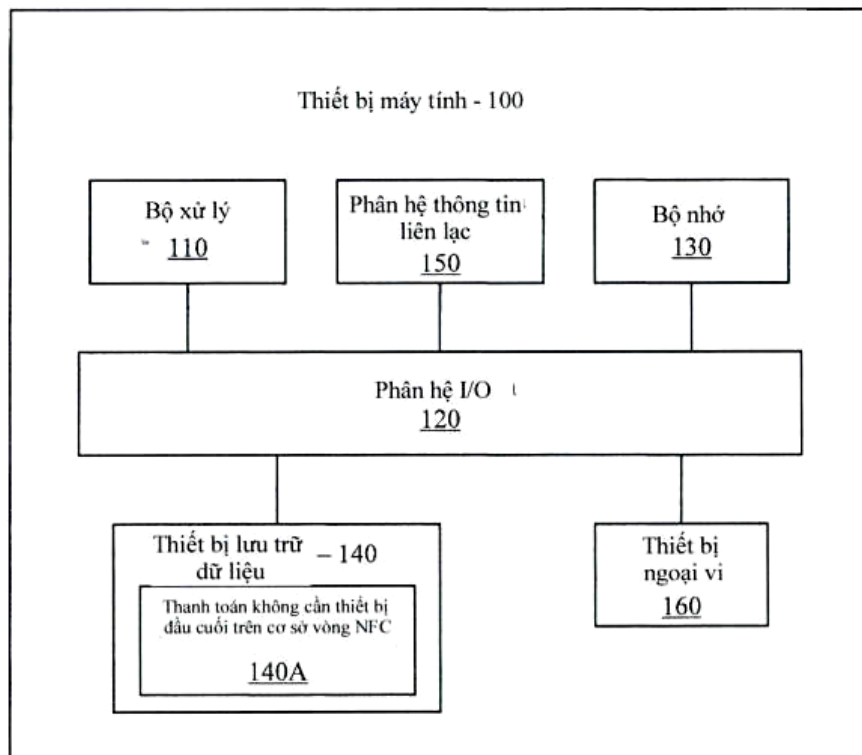 Thiết bị máy tính - 100
Bộ xử lý
110
Phân hệ thông tin
liên lạc
150
Bộ nhớ
130
Phân hệ I/O
120
Thiết bị lưu trữ
dữ liệu
– 140
Thanh toán không cần thiết bị
đầu cuối trên cơ sở vòng NFC
140A
Thiết bị
ngoại vi
160